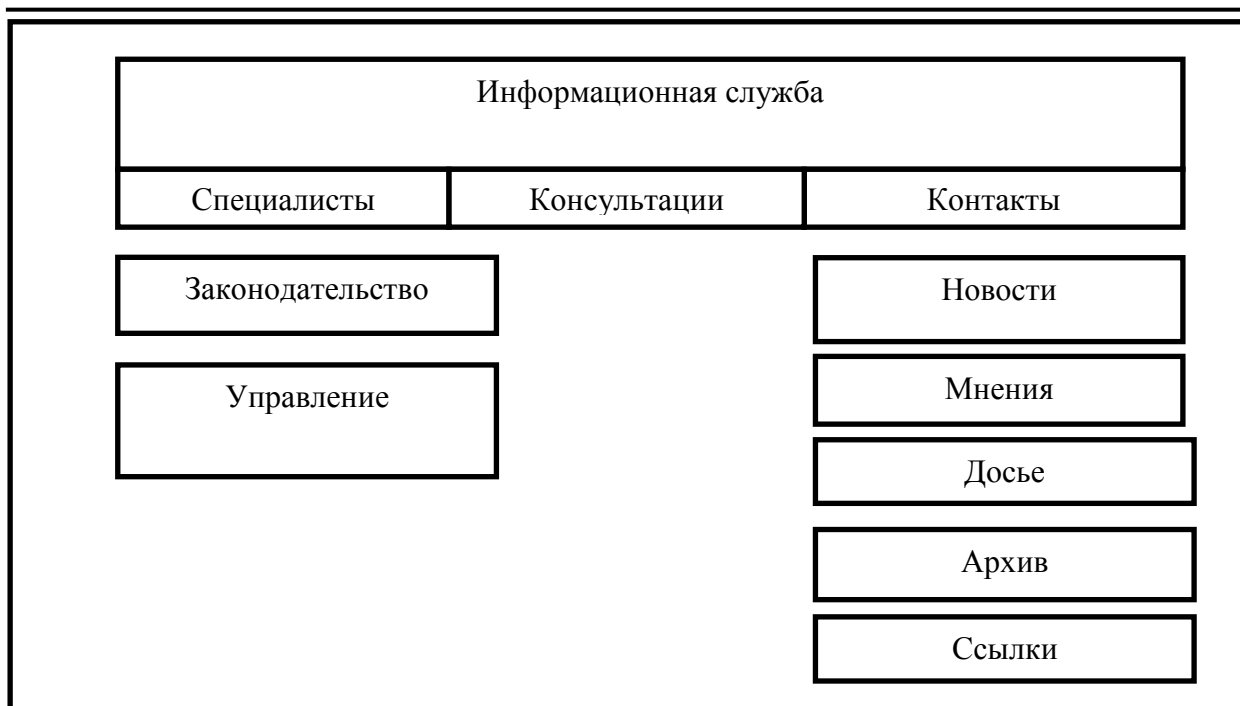 Информационная служба
Специалисты Консультации Контакты
Законодательство
Новости
Управление
Мнения
Досье
Архив
Ссылки